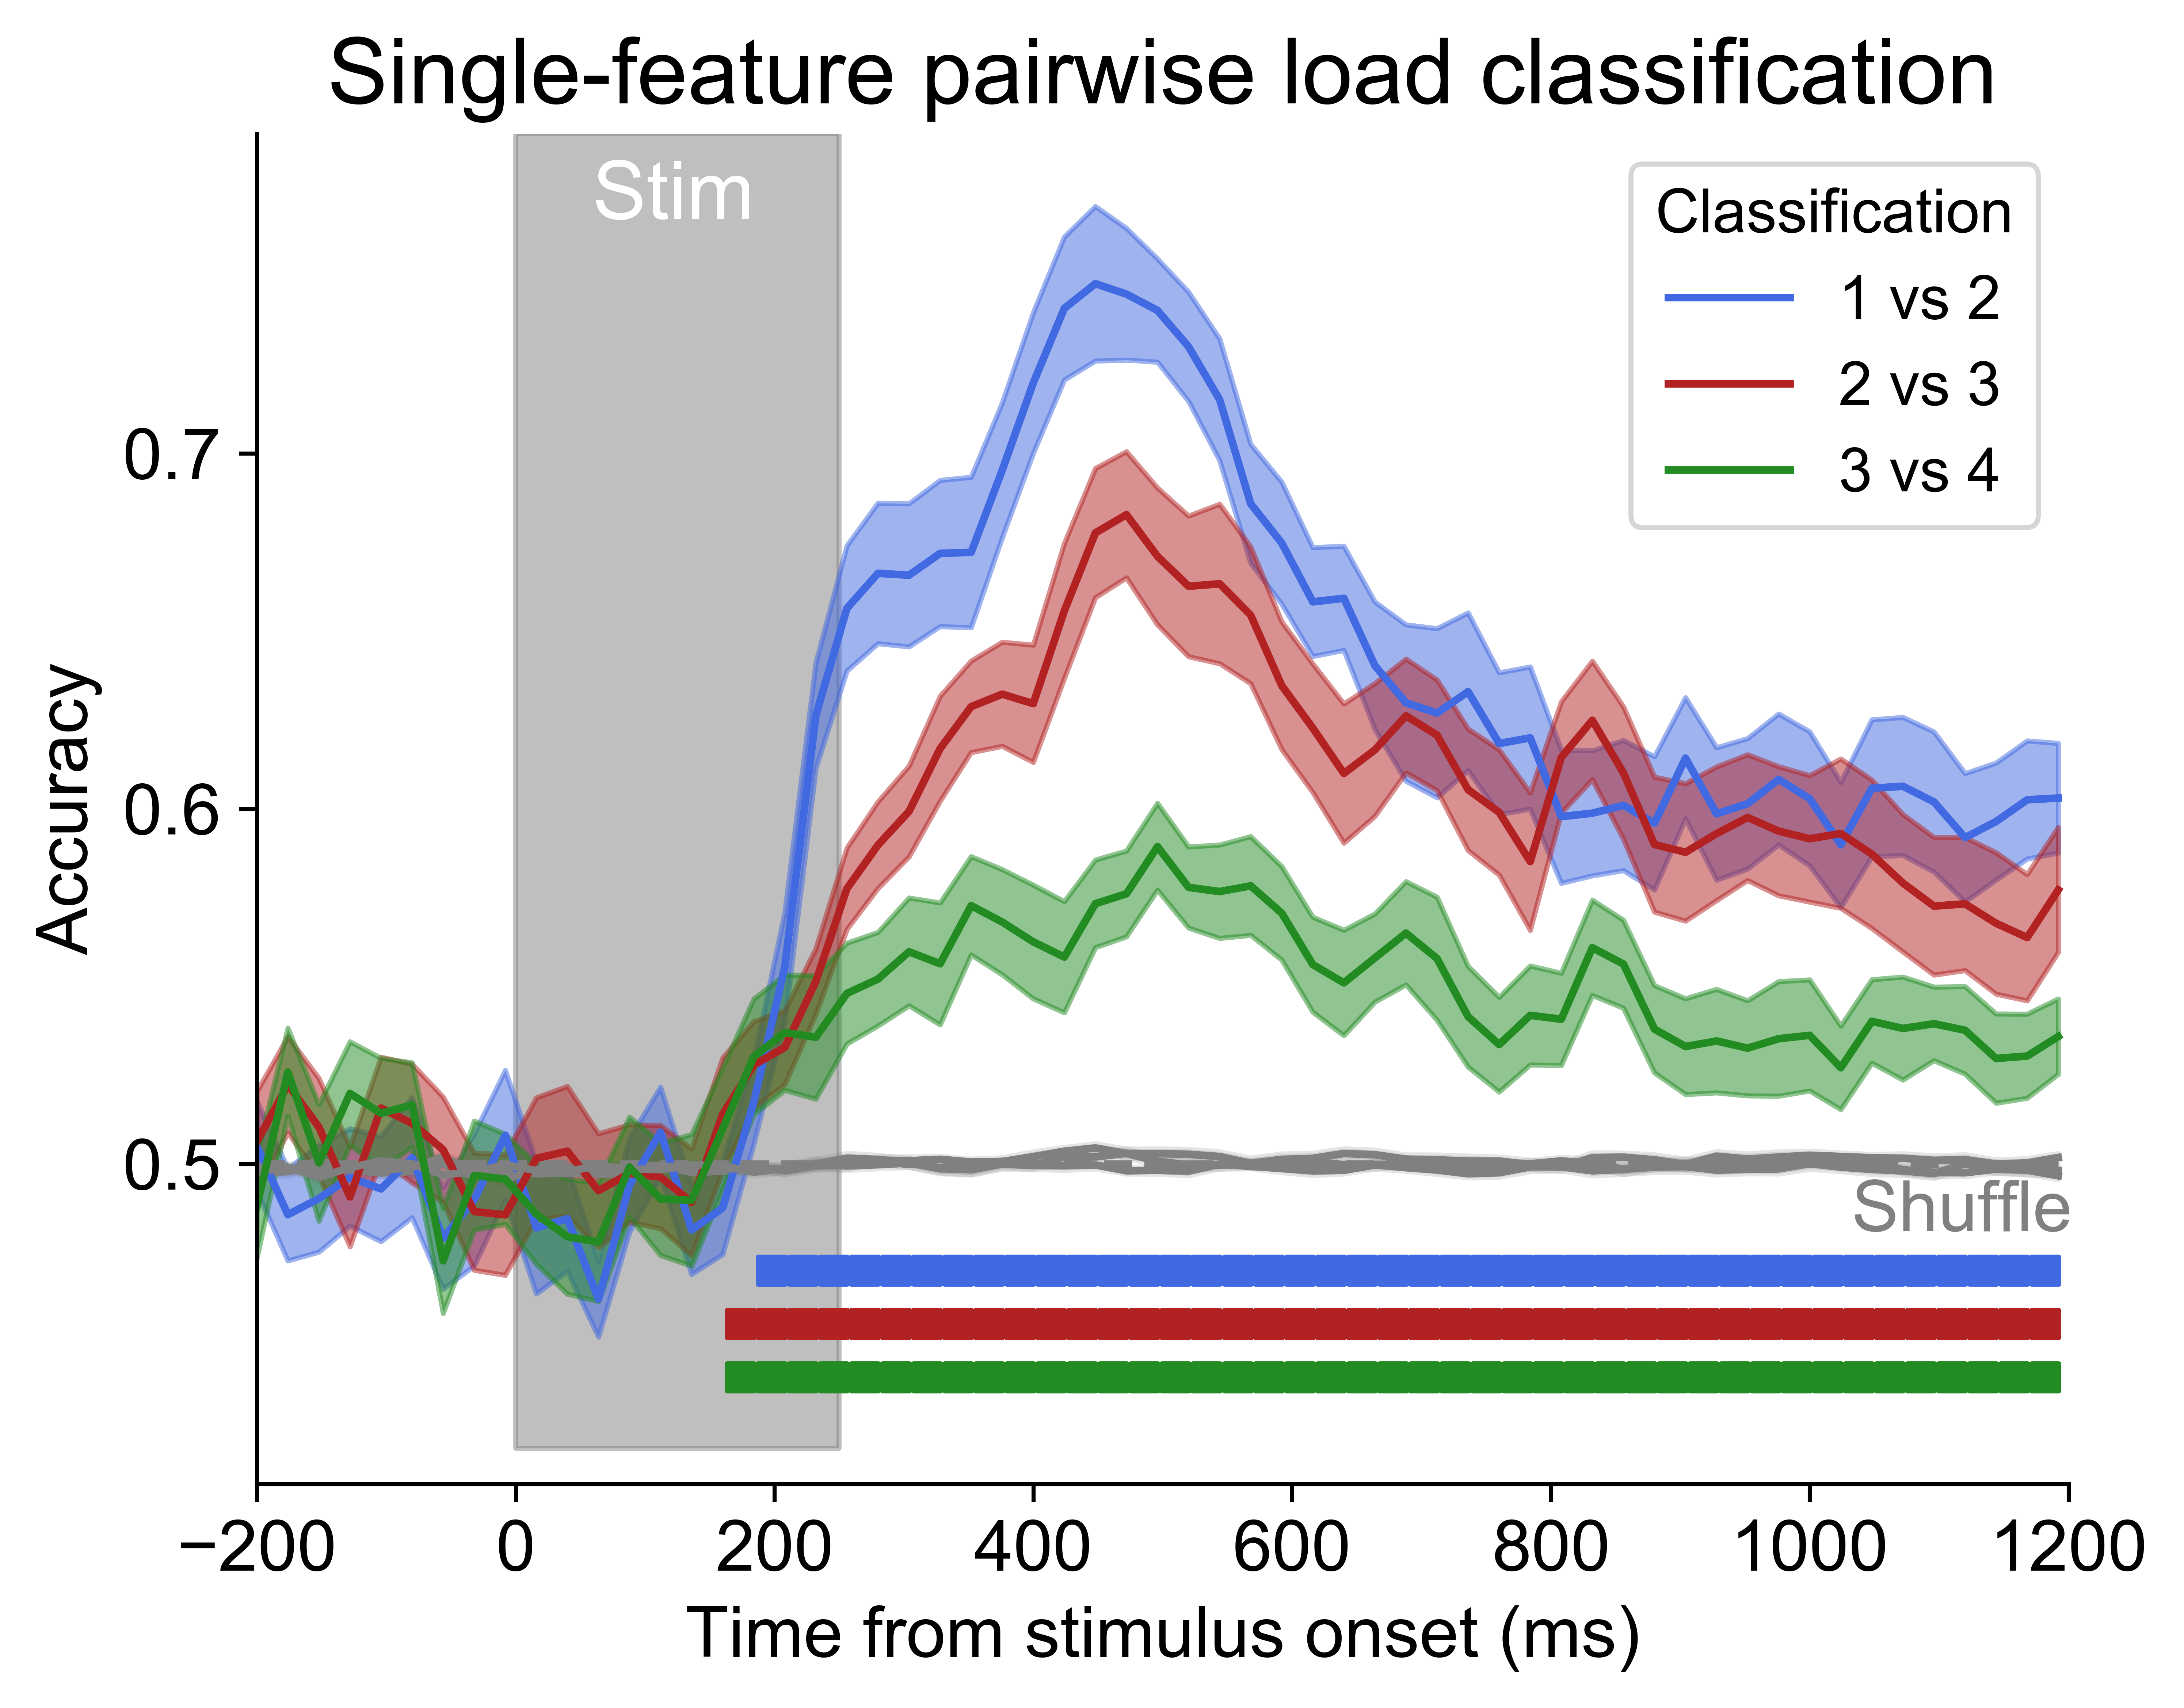 Single-feature pairwise load classification
Stim
Classification
1 vs 2
2 vs 3
3 vs 4
0.7
0.6
0.5
Accuracy
Shuffle
−200 0 200 400 600 800 1000 1200
Time from stimulus onset (ms)